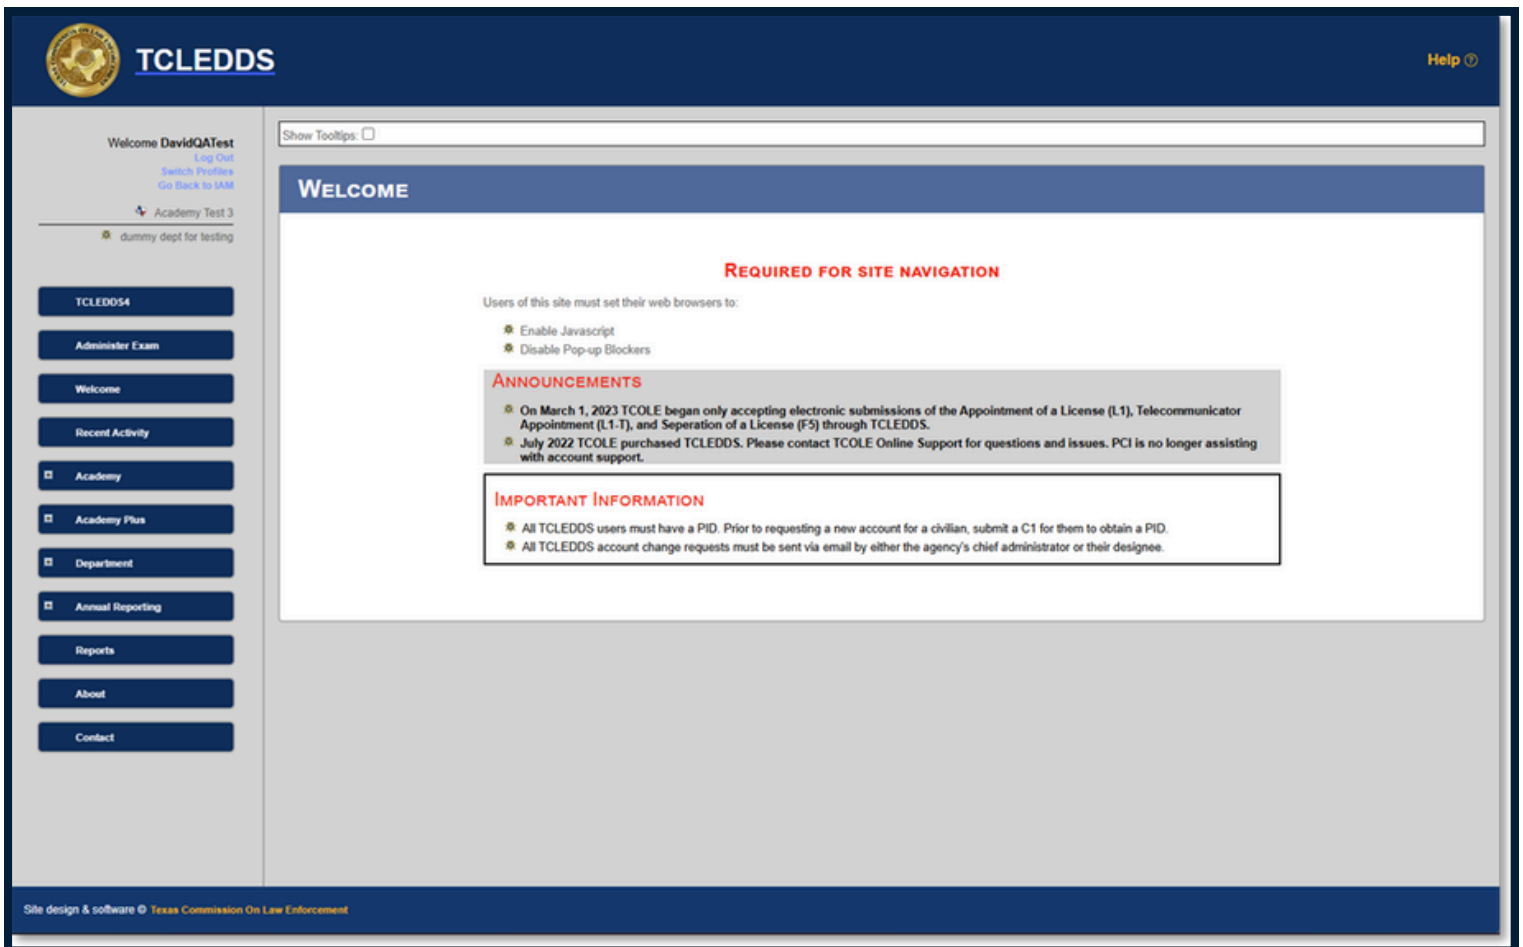 TCLEDDS
Help ?
Welcome DavidQATest
Log Out
Switch Profiles
Go Back to IAM
Academy Test 3
dummy dept for testing
TCLEDDS4
Administer Exam
Welcome
Recent Activity
Academy
Academy Plus
Department
Annual Reporting
Reports
About
Contact
Show Tooltips:
WELCOME
REQUIRED FOR SITE NAVIGATION
Users of this site must set their web browsers to:
Enable Javascript
Disable Pop-up Blockers
ANNOUNCEMENTS
On March 1, 2023 TCOLE began only accepting electronic submissions of the Appointment of a License (L1), Telecommunicator
Appointment (L1-T), and Seperation of a License (F5) through TCLEDDS.
July 2022 TCOLE purchased TCLEDDS. Please contact TCOLE Online Support for questions and issues. PCI is no longer assisting
with account support.
IMPORTANT INFORMATION
All TCLEDDS users must have a PID. Prior to requesting a new account for a civilian, submit a C1 for them to obtain a PID.
All TCLEDDS account change requests must be sent via email by either the agency's chief administrator or their designee.
Site design & software © Texas Commission On Law Enforcement